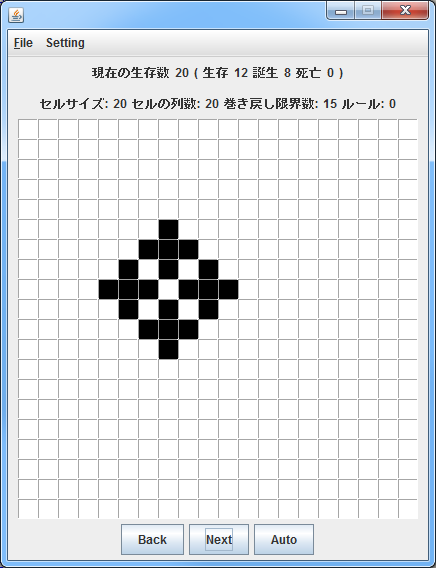 File Setting
現在の生存数 20 ( 生存 12 誕生 8 死亡 0 )
セルサイズ: 20 セルの列数: 20 巻き戻し限界数: 15 ルール: 0
Back Next Auto